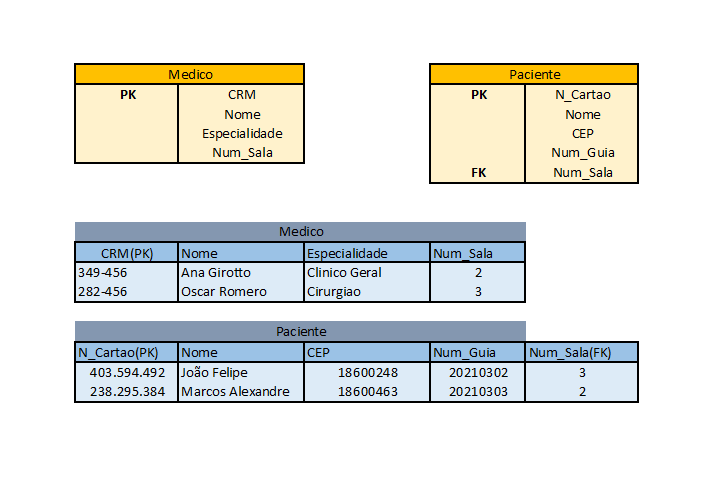 Medico
PK CRM
Nome
Especialidade
Num_Sala
Paciente
PK N_Cartao
Nome
CEP
Num_Guia
FK Num_Sala
Medico
CRM(PK) Nome Especialidade Num_Sala
349-456 Ana Girotto Clinico Geral 2
282-456 Oscar Romero Cirurgiao 3
Paciente
N_Cartao(PK) Nome CEP Num_Guia Num_Sala(FK)
403.594.492 João Felipe 18600248 20210302 3
238.295.384 Marcos Alexandre 18600463 20210303 2